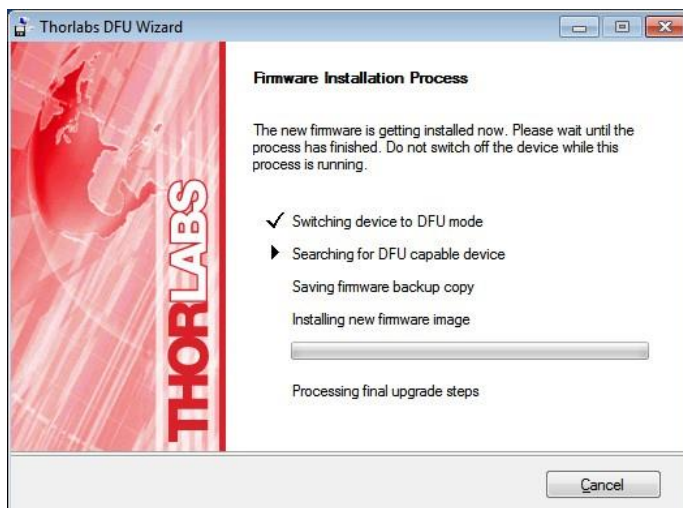 Thorlabs DFU Wizard
Firmware Installation Process
The new firmware is getting installed now. Please wait until the
process has finished. Do not switch off the device while this
process is running.
Switching device to DFU mode
Searching for DFU capable device
Saving firmware backup copy
Installing new firmware image
Processing final upgrade steps
THORLABS
Cancel